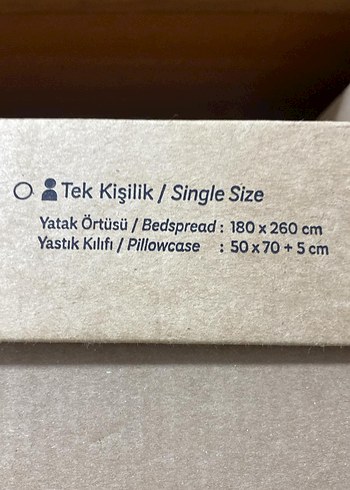 Tek Kişilik / Single Size
Yatak Örtüsü / Bedspread : 180 x 260 cm
Yastık Kılıfı / Pillowcase : 50 x 70 + 5 cm